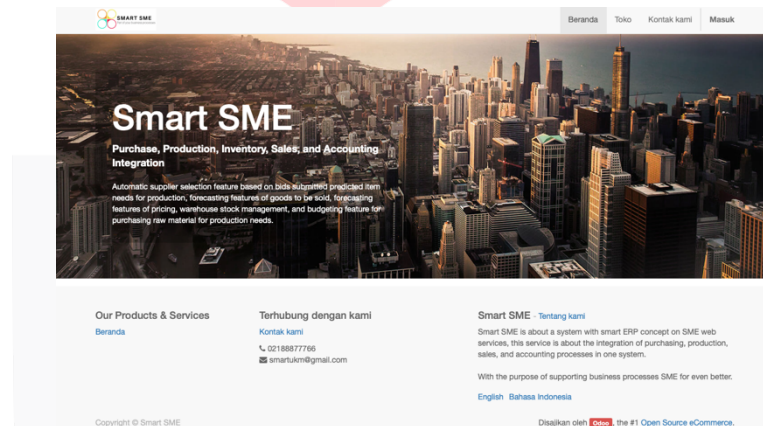 SMART SME
Beranda Toko Kontak kami Masuk
Smart SME
Purchase, Production, Inventory, Sales, and Accounting
Integration
Automatic supplier selection feature based on bids submitted predicted item
needs for production, forecasting features of goods to be sold, forecasting
features of pricing, warehouse stock management, and budgeting feature for
purchasing raw material for production needs.
Our Products & Services
Beranda
Terhubung dengan kami
Kontak kami
02188877766
smartukm@gmail.com
Smart SME - Tentang kami
Smart SME is about a system with smart ERP concept on SME web
services, this service is about the integration of purchasing, production,
sales, and accounting processes in one system.
With the purpose of supporting business processes SME for even better.
English Bahasa Indonesia
Copyright © Smart SME
Disajikan oleh Odoo, the #1 Open Source eCommerce.